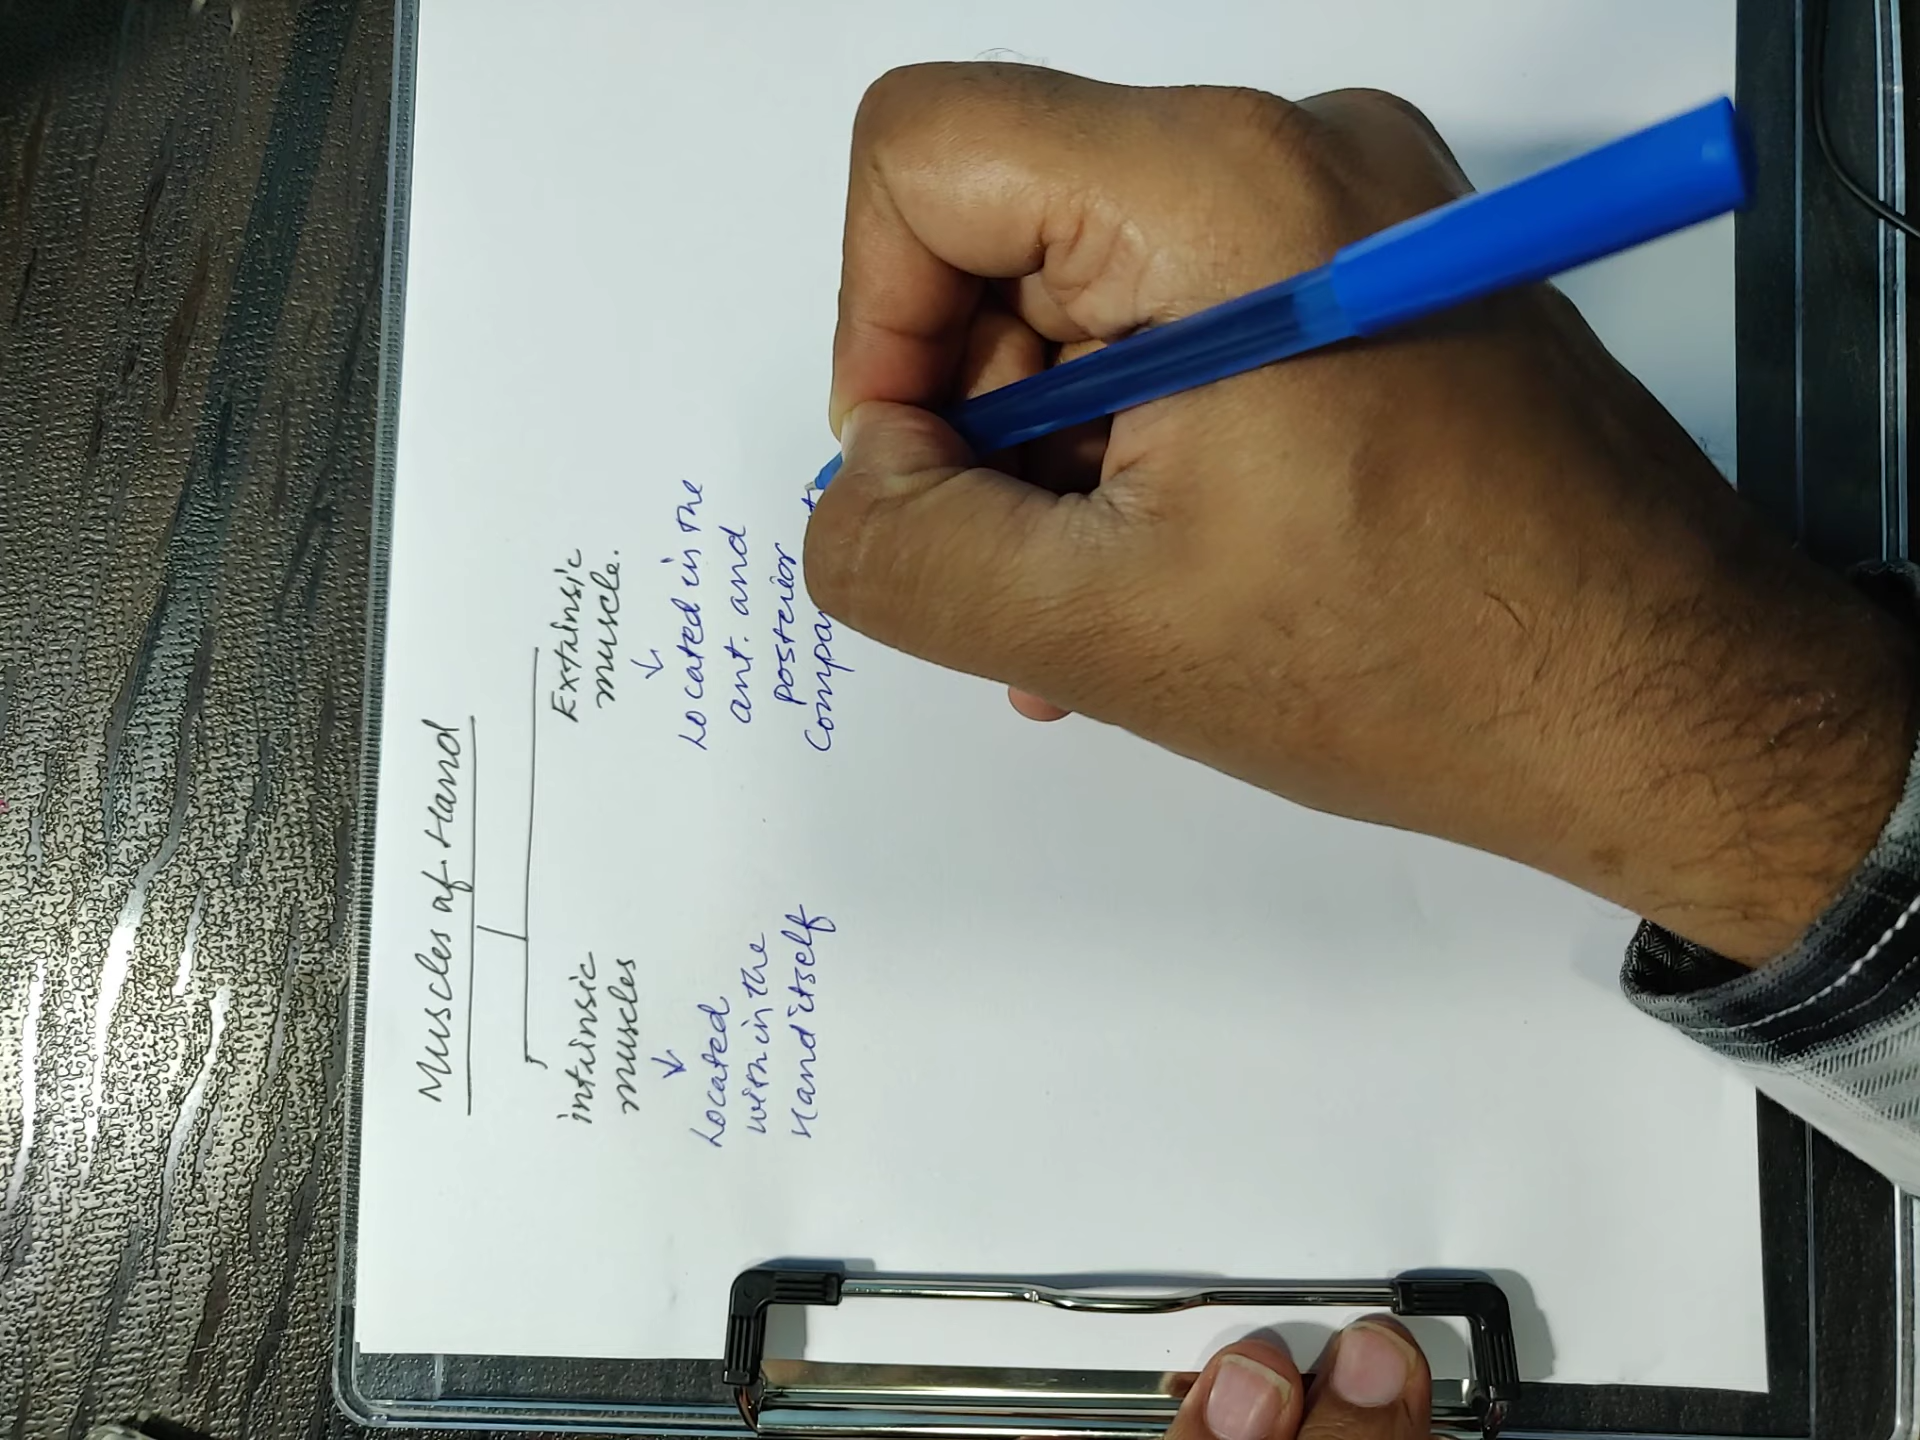 Muscles of Hand
intrinsic
muscles
Located
within the
Hand itself
Extrinsic
muscle.
Located in the
ant. and
posterior